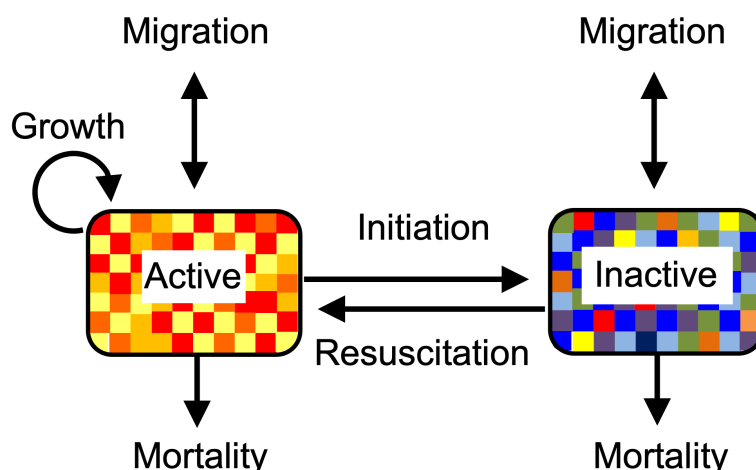 Migration
Migration
Growth
Initiation
Active
Inactive
Resuscitation
Mortality
Mortality